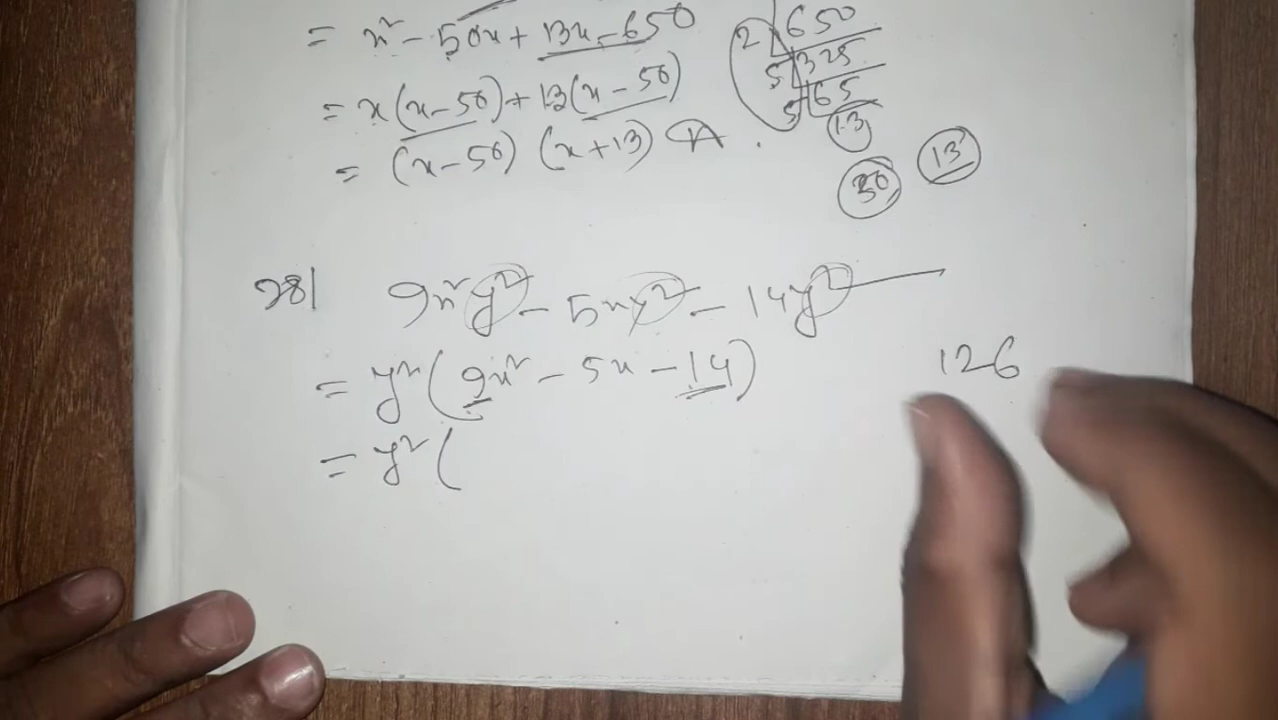 = x² - 50x + 13x - 650
= x(x-50) + 13(x-50)
= (x-50) (x+13) A.
2 650
5 325
5 65
13
50 13
28| 9x²y² - 5xy² - 14y²
= y²(9x² - 5x - 14)
126
= y²(